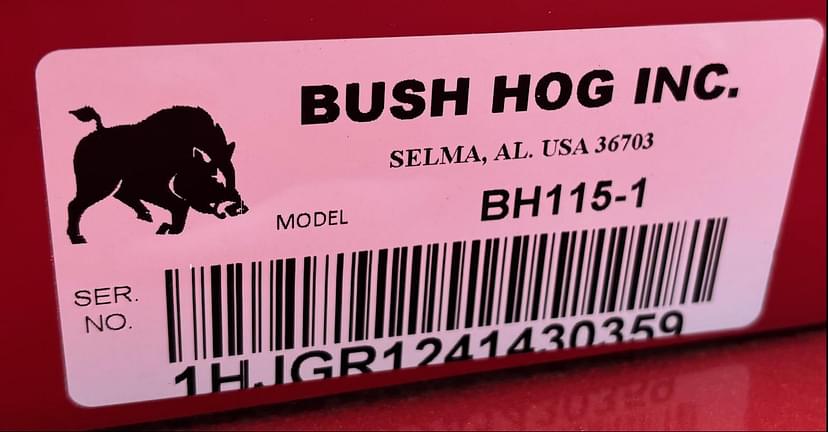 BUSH HOG INC.
SELMA, AL. USA 36703
MODEL BH115-1
SER.
NO.
1HJGR1241430359